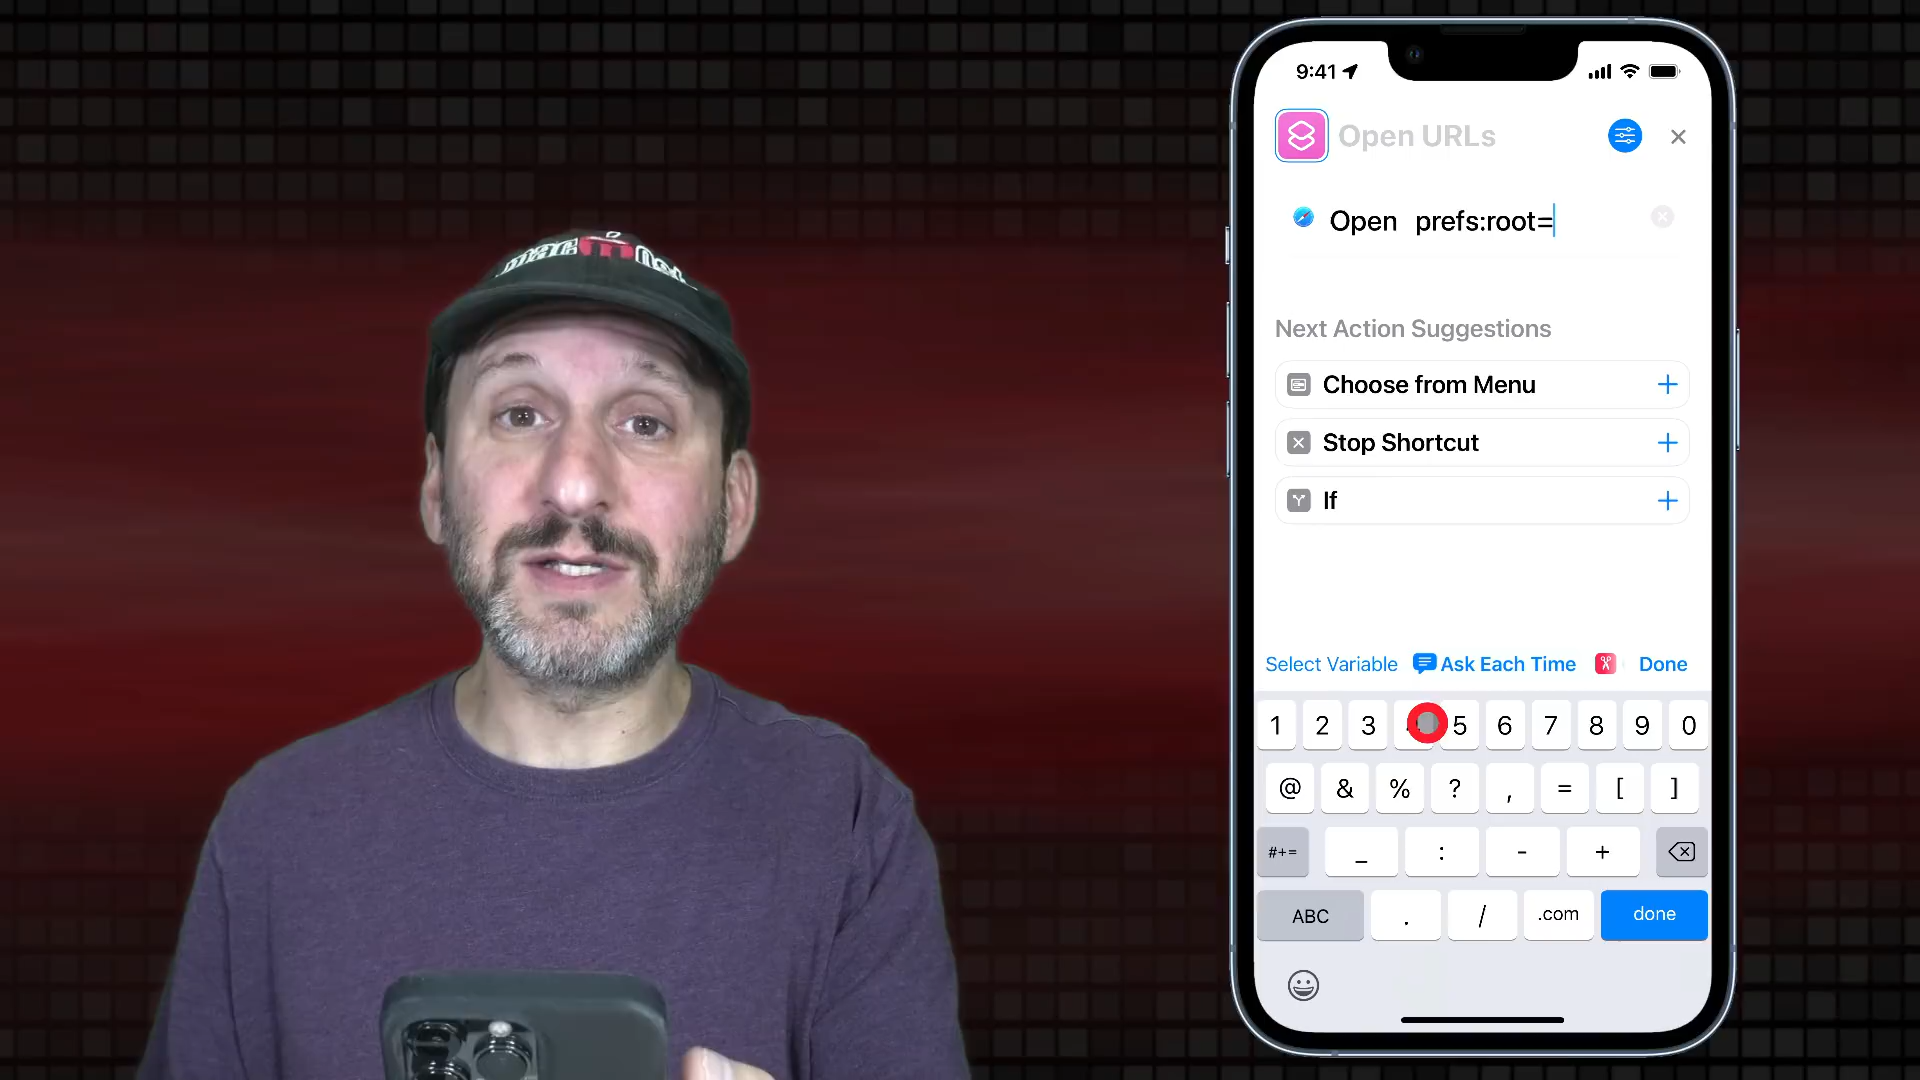 9:41
Open URLs
Open prefs:root=
Next Action Suggestions
Choose from Menu
Stop Shortcut
If
Select Variable Ask Each Time Done
1 2 3 5 6 7 8 9 0
@ & % ? , = [ ]
#+= _ : - +
ABC . / .com done